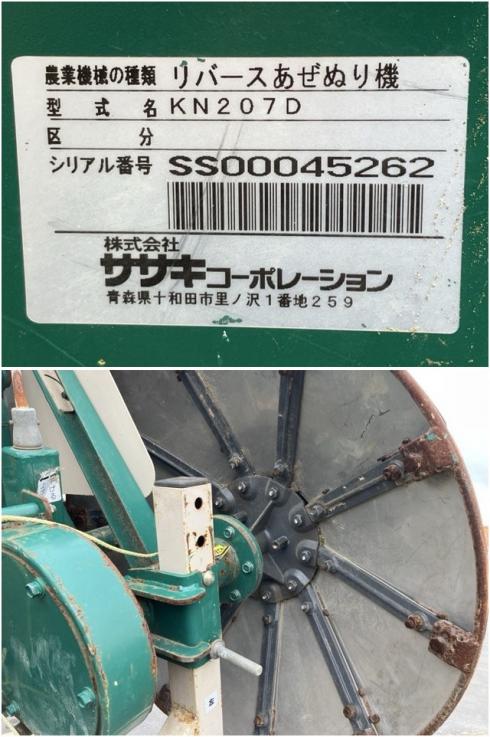 農業機械の種類 リバースあぜぬり機
型式名 KN207D
区分
シリアル番号 SS00045262
株式会社
ササキコーポレーション
青森県十和田市里ノ沢1番地259